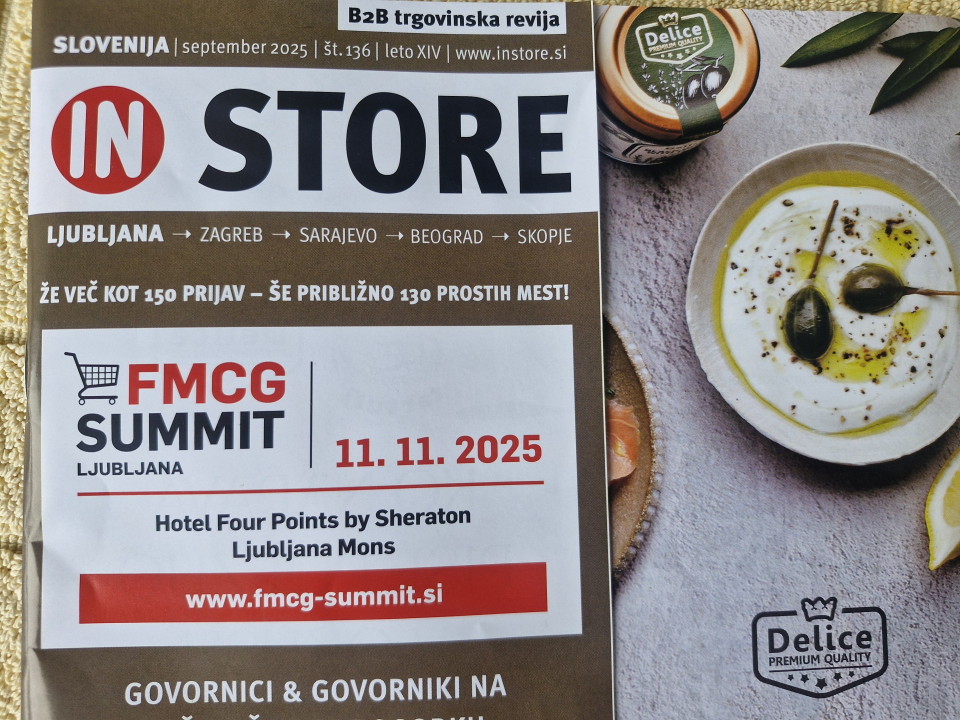 B2B trgovinska revija
SLOVENIJA | september 2025 | št. 136 | leto XIV | www.instore.si
IN STORE
LJUBLJANA → ZAGREB → SARAJEVO → BEOGRAD → SKOPJE
ŽE VEČ KOT 150 PRIJAV – ŠE PRIBLIŽNO 130 PROSTIH MEST!
FMCG
SUMMIT
LJUBLJANA
11. 11. 2025
Hotel Four Points by Sheraton
Ljubljana Mons
www.fmcg-summit.si
GOVORNICI & GOVORNIKI NA
Delice
PREMIUM QUALITY
Delice
PREMIUM QUALITY